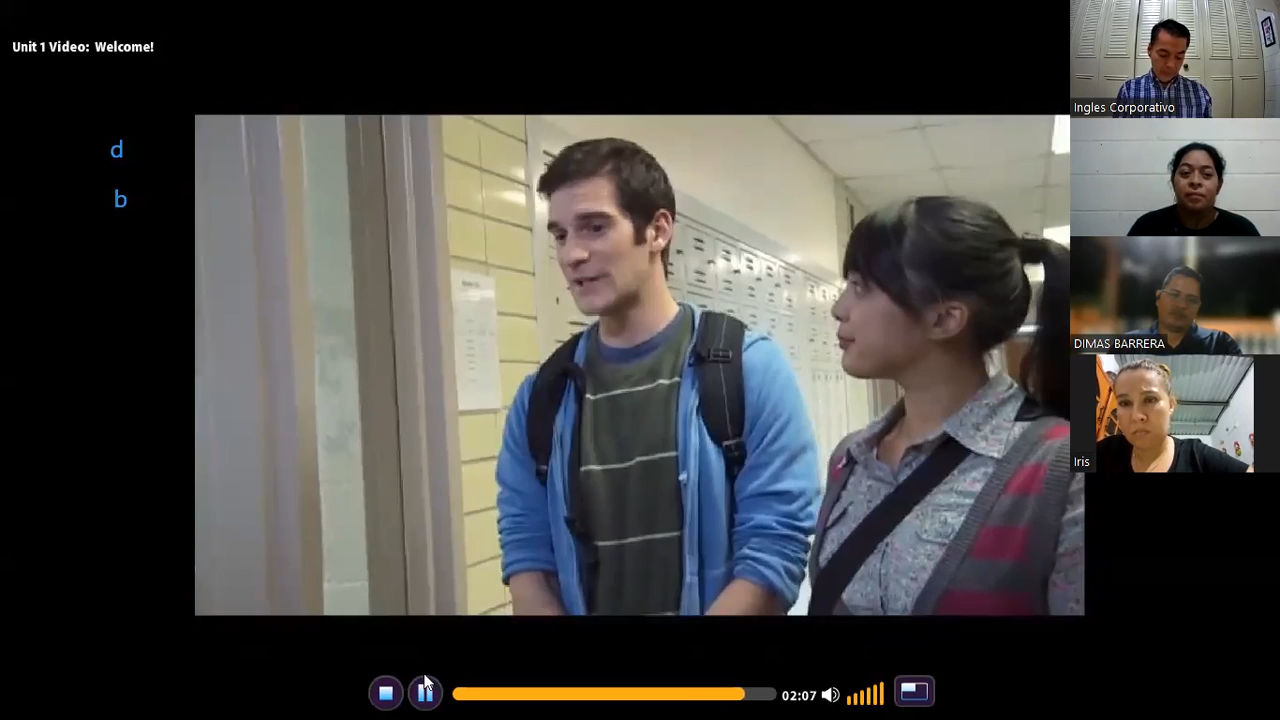 Unit 1 Video: Welcome!
d
b
Ingles Corporativo
DIMAS BARRERA
Iris
02:07